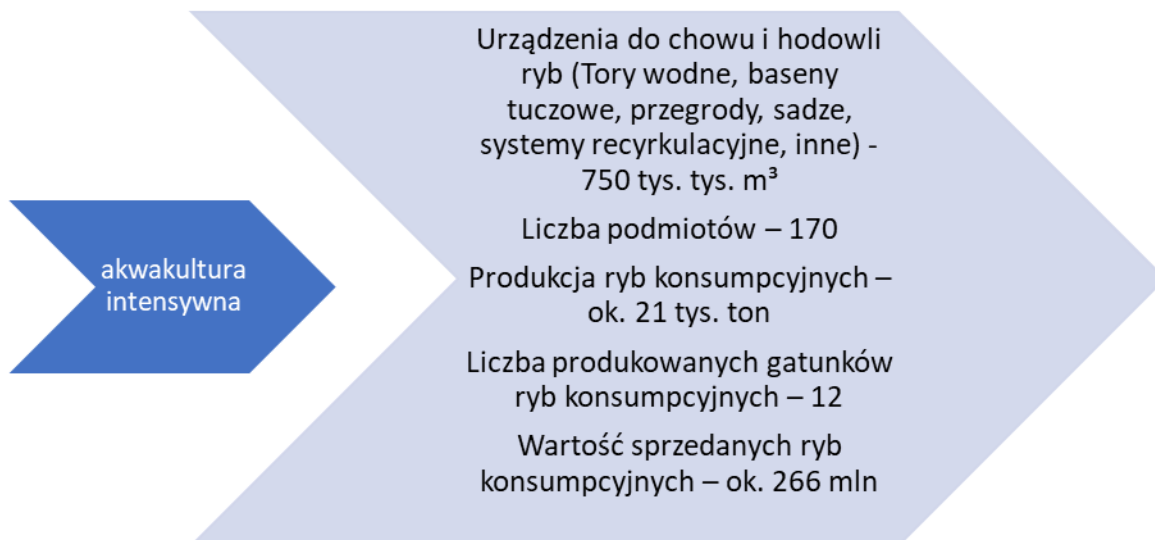 akwakultura
intensywna
Urządzenia do chowu i hodowli
ryb (Tory wodne, baseny
tuczowe, przegrody, sadze,
systemy recyrkulacyjne, inne) -
750 tys. tys. m³
Liczba podmiotów – 170
Produkcja ryb konsumpcyjnych –
ok. 21 tys. ton
Liczba produkowanych gatunków
ryb konsumpcyjnych – 12
Wartość sprzedanych ryb
konsumpcyjnych – ok. 266 mln